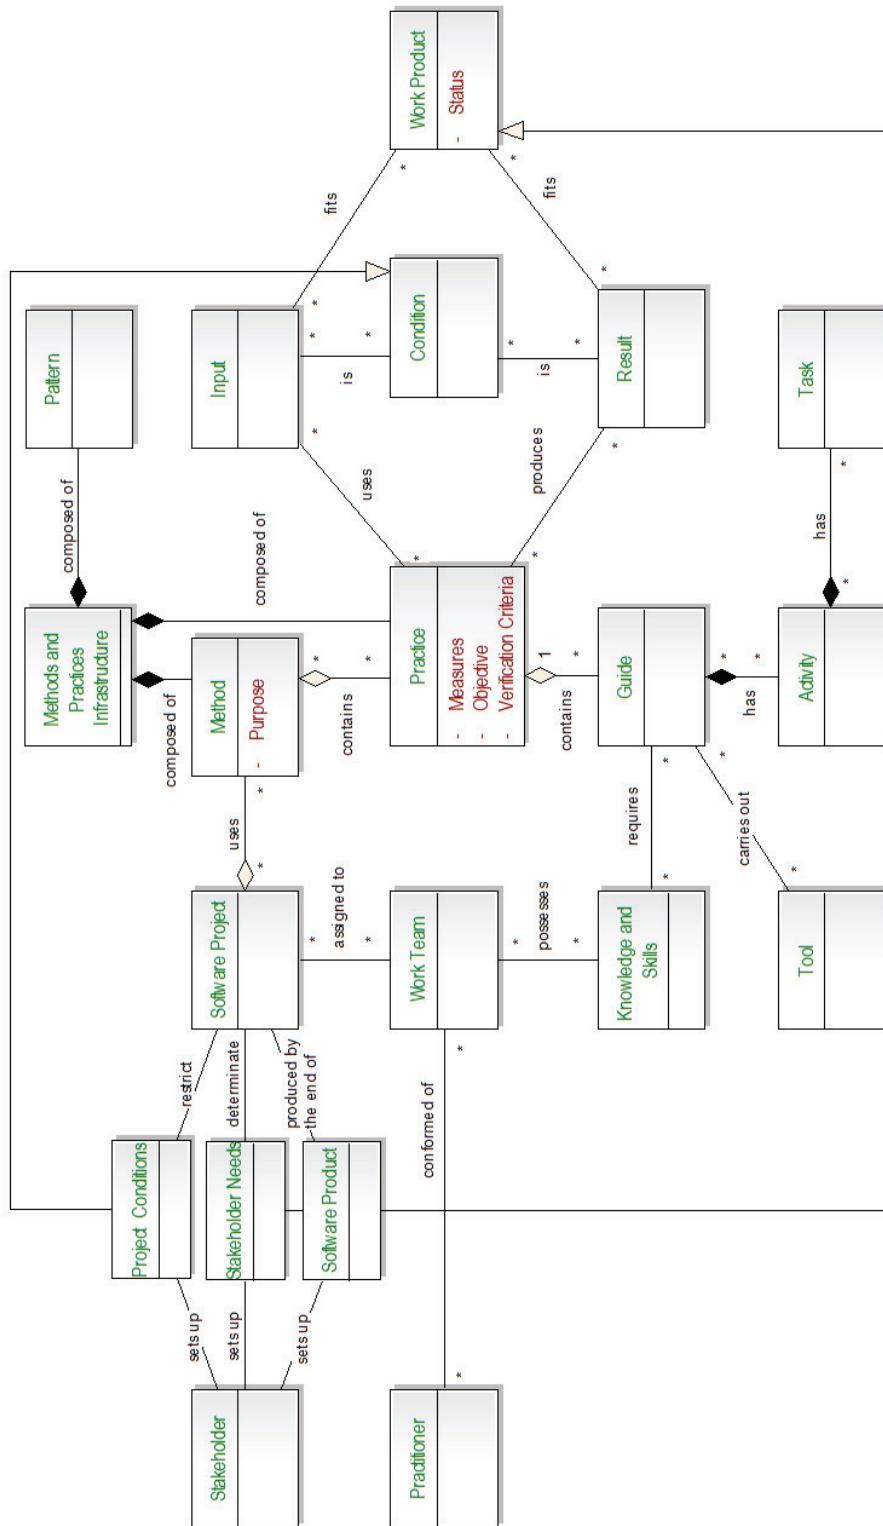 Methods and
Practices
Infrastructure
composed of
Pattern
sets up
Project Conditions
restrict
composed of
Stakeholder
sets up
Stakeholder Needs
determinate
Software Project
* uses *
Method
- Purpose
composed of
Input
sets up
Software Product
produced by
the end of
* assigned to *
* contains *
* uses *
* is *
* fits *
Practitioner
* conformed of *
Work Team
Practice
- Measures
- Objective
- Verification Criteria
Condition
Work Product
- Status
* possesses *
1 contains *
* produces *
* is *
* fits *
Knowledge and
Skills
* requires *
Guide
Result
* carries out *
* has *
Tool
Activity
* has *
Task